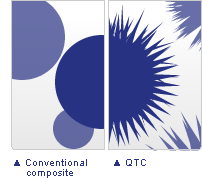 ▲ Conventional
composite
▲ QTC